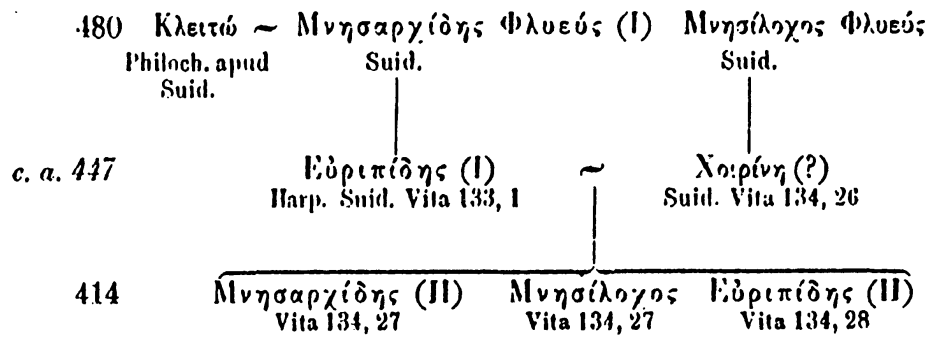 480 Κλειτώ ~ Μνησαρχίδης Φλυεύς (I) Μνησίλοχος Φλυεύς
Philoch. apud Suid. Suid.
Suid.
c. a. 447 Εὐριπίδης (I) ~ Χοιρίνη (?)
Harp. Suid. Vita 133, 1 Suid. Vita 134, 26
414 Μνησαρχίδης (II) Μνησίλοχος Εὐριπίδης (II)
Vita 134, 27 Vita 134, 27 Vita 134, 28